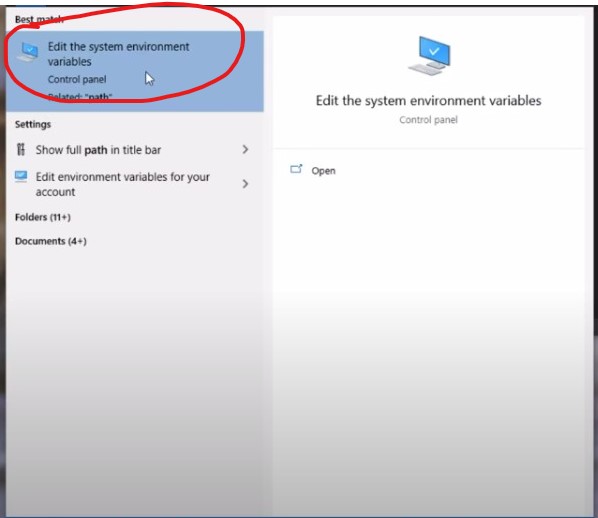 Best match
Edit the system environment
variables
Control panel
Related: "path"
Settings
Show full path in title bar
Edit environment variables for your
account
Folders (11+)
Documents (4+)
Edit the system environment variables
Control panel
Open